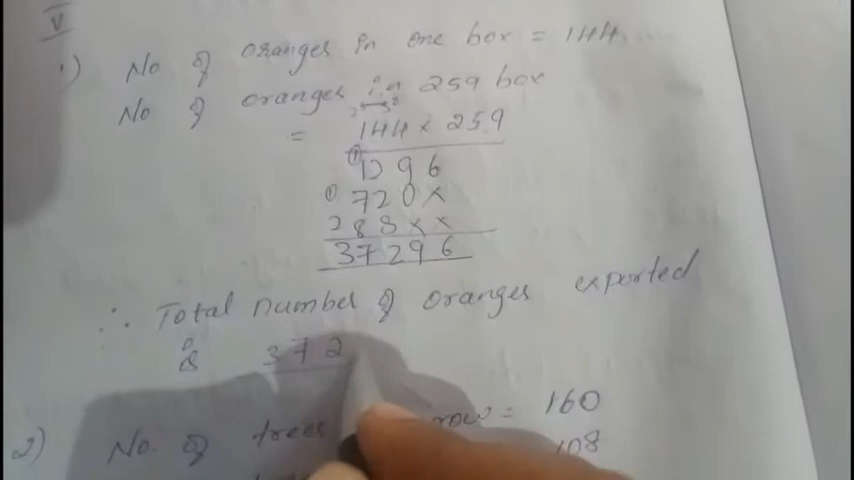 V
1) No of oranges in one box = 144
No of oranges in 259 box
= 144 × 259
1296
720×
288××
37296
∴ Total number of oranges exported
is 372
2) No. of trees row = 160
108